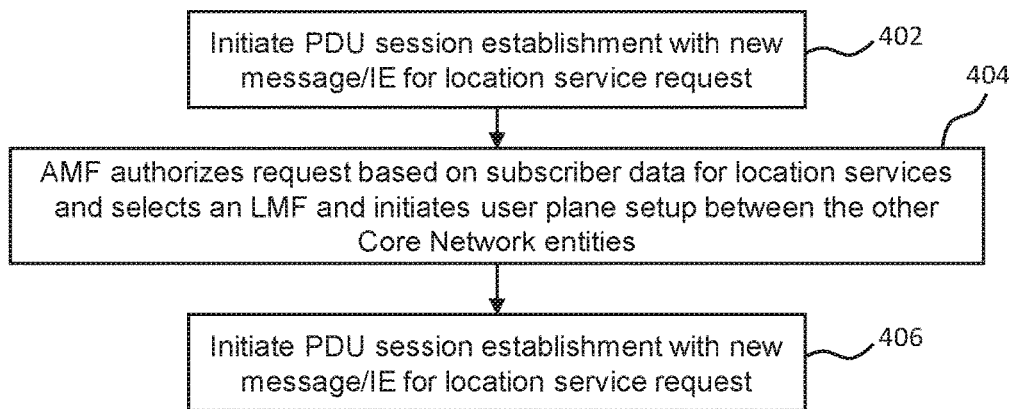 Initiate PDU session establishment with new
message/IE for location service request
402
404
AMF authorizes request based on subscriber data for location services
and selects an LMF and initiates user plane setup between the other
Core Network entities
Initiate PDU session establishment with new
message/IE for location service request
406